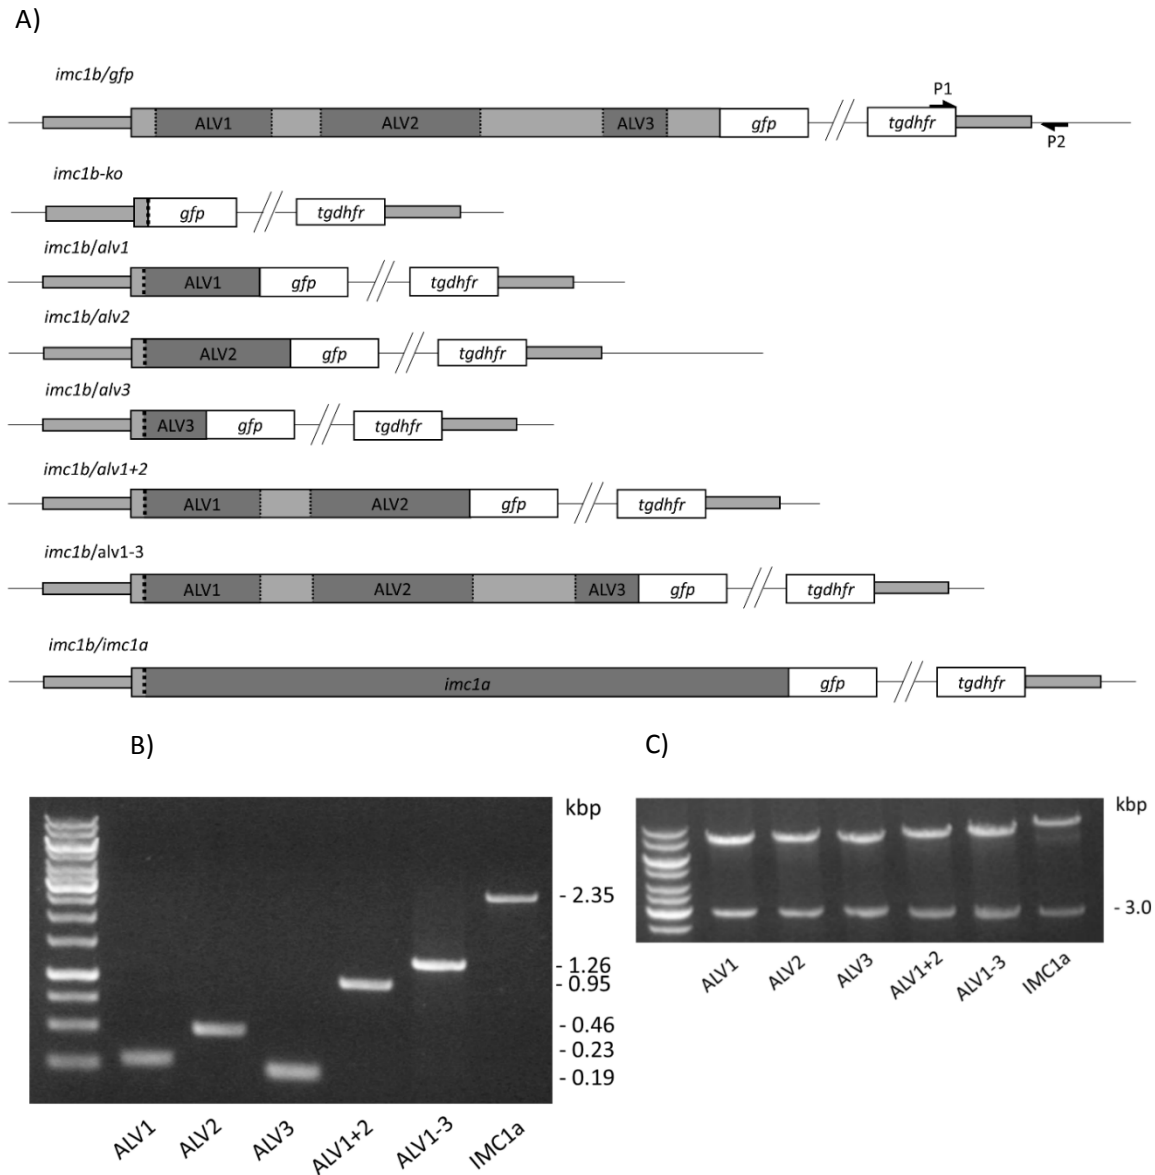 A)
imc1b/gfp
P1
ALV1 ALV2 ALV3 gfp tgdhfr
P2
imc1b-ko
gfp tgdhfr
imc1b/alv1
ALV1 gfp tgdhfr
imc1b/alv2
ALV2 gfp tgdhfr
imc1b/alv3
ALV3 gfp tgdhfr
imc1b/alv1+2
ALV1 ALV2 gfp tgdhfr
imc1b/alv1-3
ALV1 ALV2 ALV3 gfp tgdhfr
imc1b/imc1a
imc1a gfp tgdhfr
B)
kbp
- 2.35
- 1.26
- 0.95
- 0.46
- 0.23
- 0.19
ALV1 ALV2 ALV3 ALV1+2 ALV1-3 IMC1a
C)
kbp
- 3.0
ALV1 ALV2 ALV3 ALV1+2 ALV1-3 IMC1a